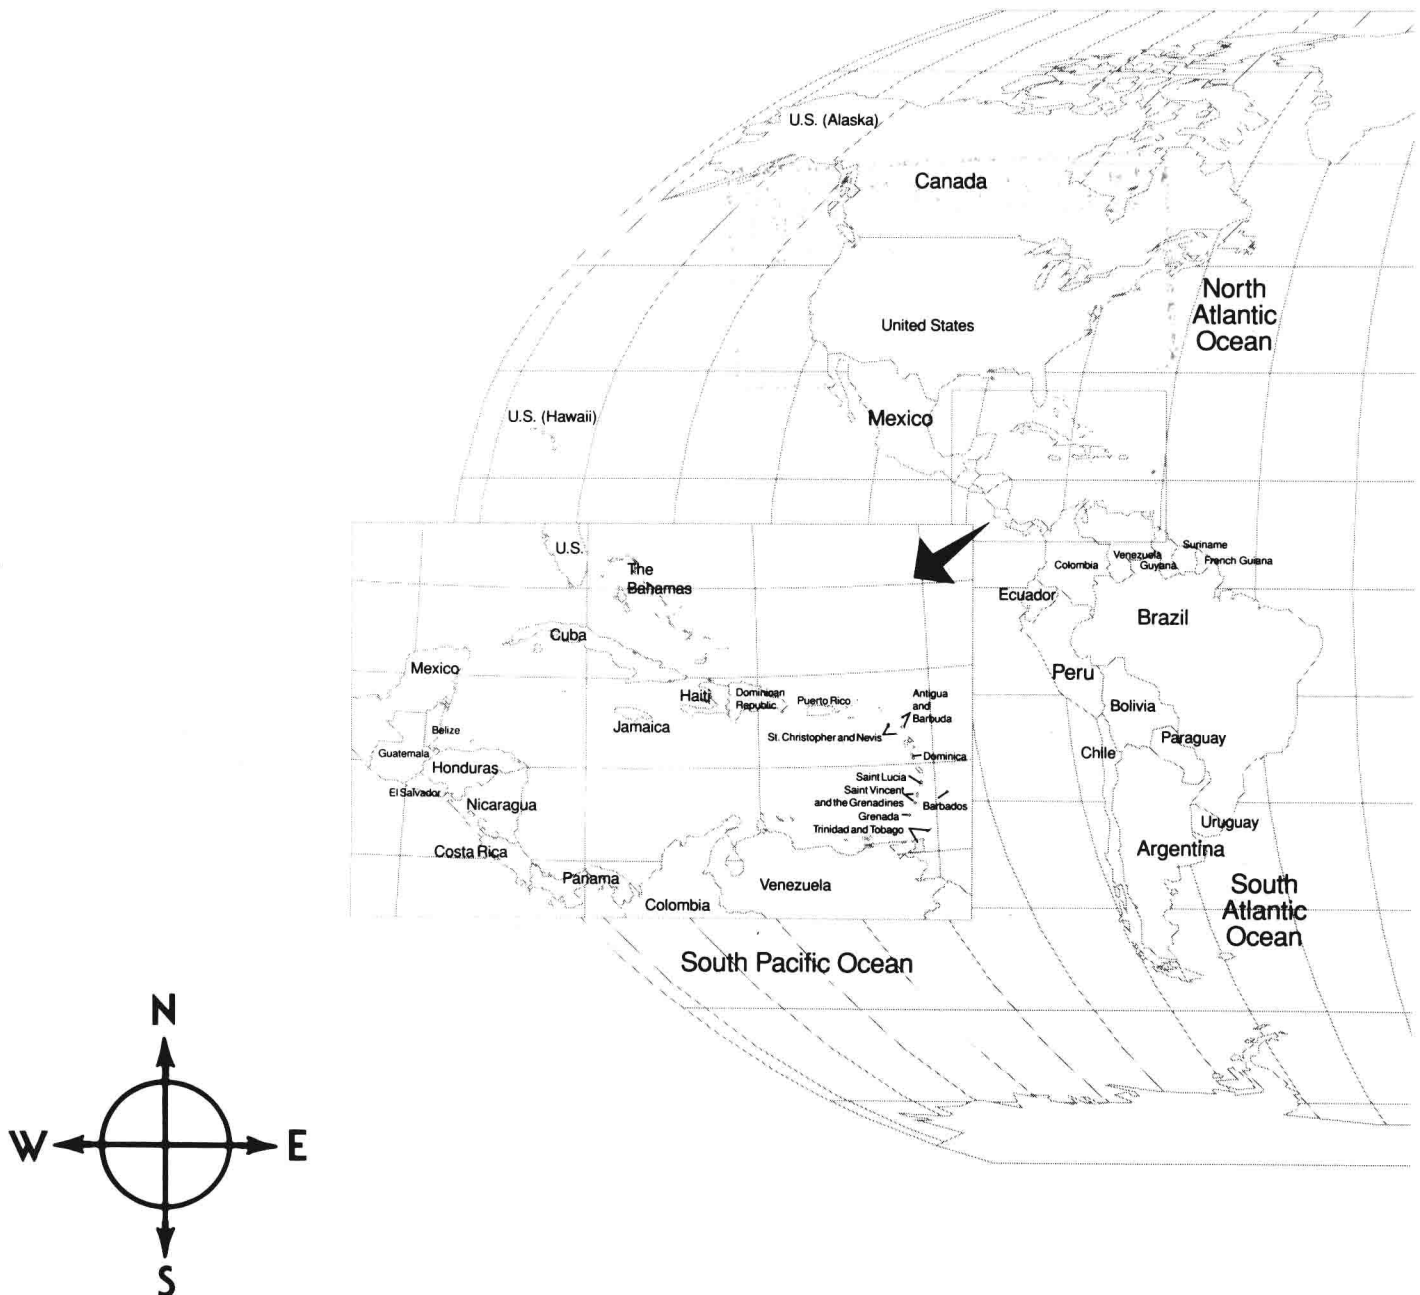 U.S. (Alaska)
Canada
North
Atlantic
Ocean
United States
U.S. (Hawaii)
Mexico
Suriname
Venezuela
French Guiana
Colombia
Guyana
Ecuador
Brazil
Peru
Bolivia
Paraguay
Chile
Uruguay
Argentina
South
Atlantic
Ocean
South Pacific Ocean
U.S.
The
Bahamas
Cuba
Mexico
Haiti
Dominican
Republic
Puerto Rico
Antigua
and
Barbuda
Jamaica
Belize
St. Christopher and Nevis
Guatemala
Dominica
Honduras
Saint Lucia
El Salvador
Saint Vincent
and the Grenadines
Barbados
Nicaragua
Grenada
Trinidad and Tobago
Costa Rica
Panama
Venezuela
Colombia
N
W
E
S